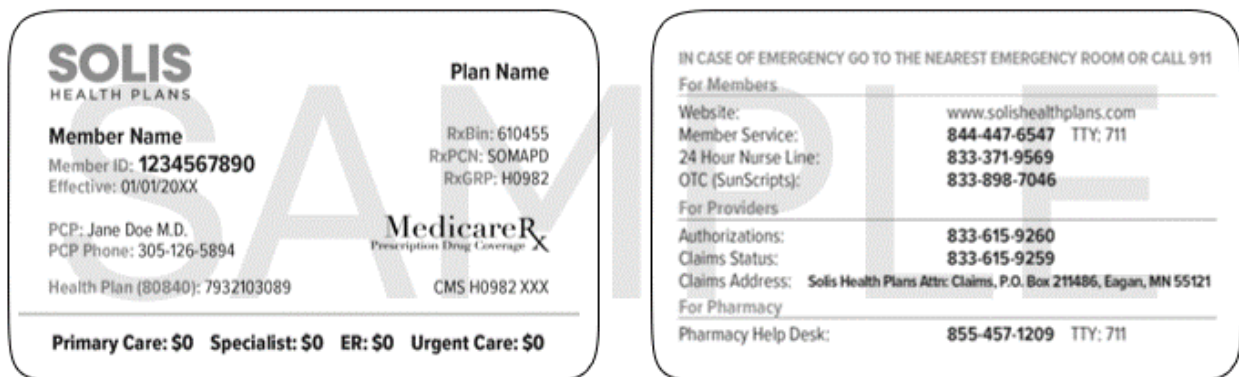 SOLIS
HEALTH PLANS
Plan Name
Member Name
Member ID: 1234567890
Effective: 01/01/20XX
RxBin: 610455
RxPCN: SOMAPD
RxGRP: H0982
PCP: Jane Doe M.D.
PCP Phone: 305-126-5894
MedicareRx
Prescription Drug Coverage
Health Plan (80840): 7932103089
CMS H0982 XXX
Primary Care: $0 Specialist: $0 ER: $0 Urgent Care: $0
IN CASE OF EMERGENCY GO TO THE NEAREST EMERGENCY ROOM OR CALL 911
For Members
Website: www.solishealthplans.com
Member Service: 844-447-6547 TTY: 711
24 Hour Nurse Line: 833-371-9569
OTC (SunScripts): 833-898-7046
For Providers
Authorizations: 833-615-9260
Claims Status: 833-615-9259
Claims Address: Solis Health Plans Attn: Claims, P.O. Box 211486, Eagan, MN 55121
For Pharmacy
Pharmacy Help Desk: 855-457-1209 TTY: 711
SAMPLE